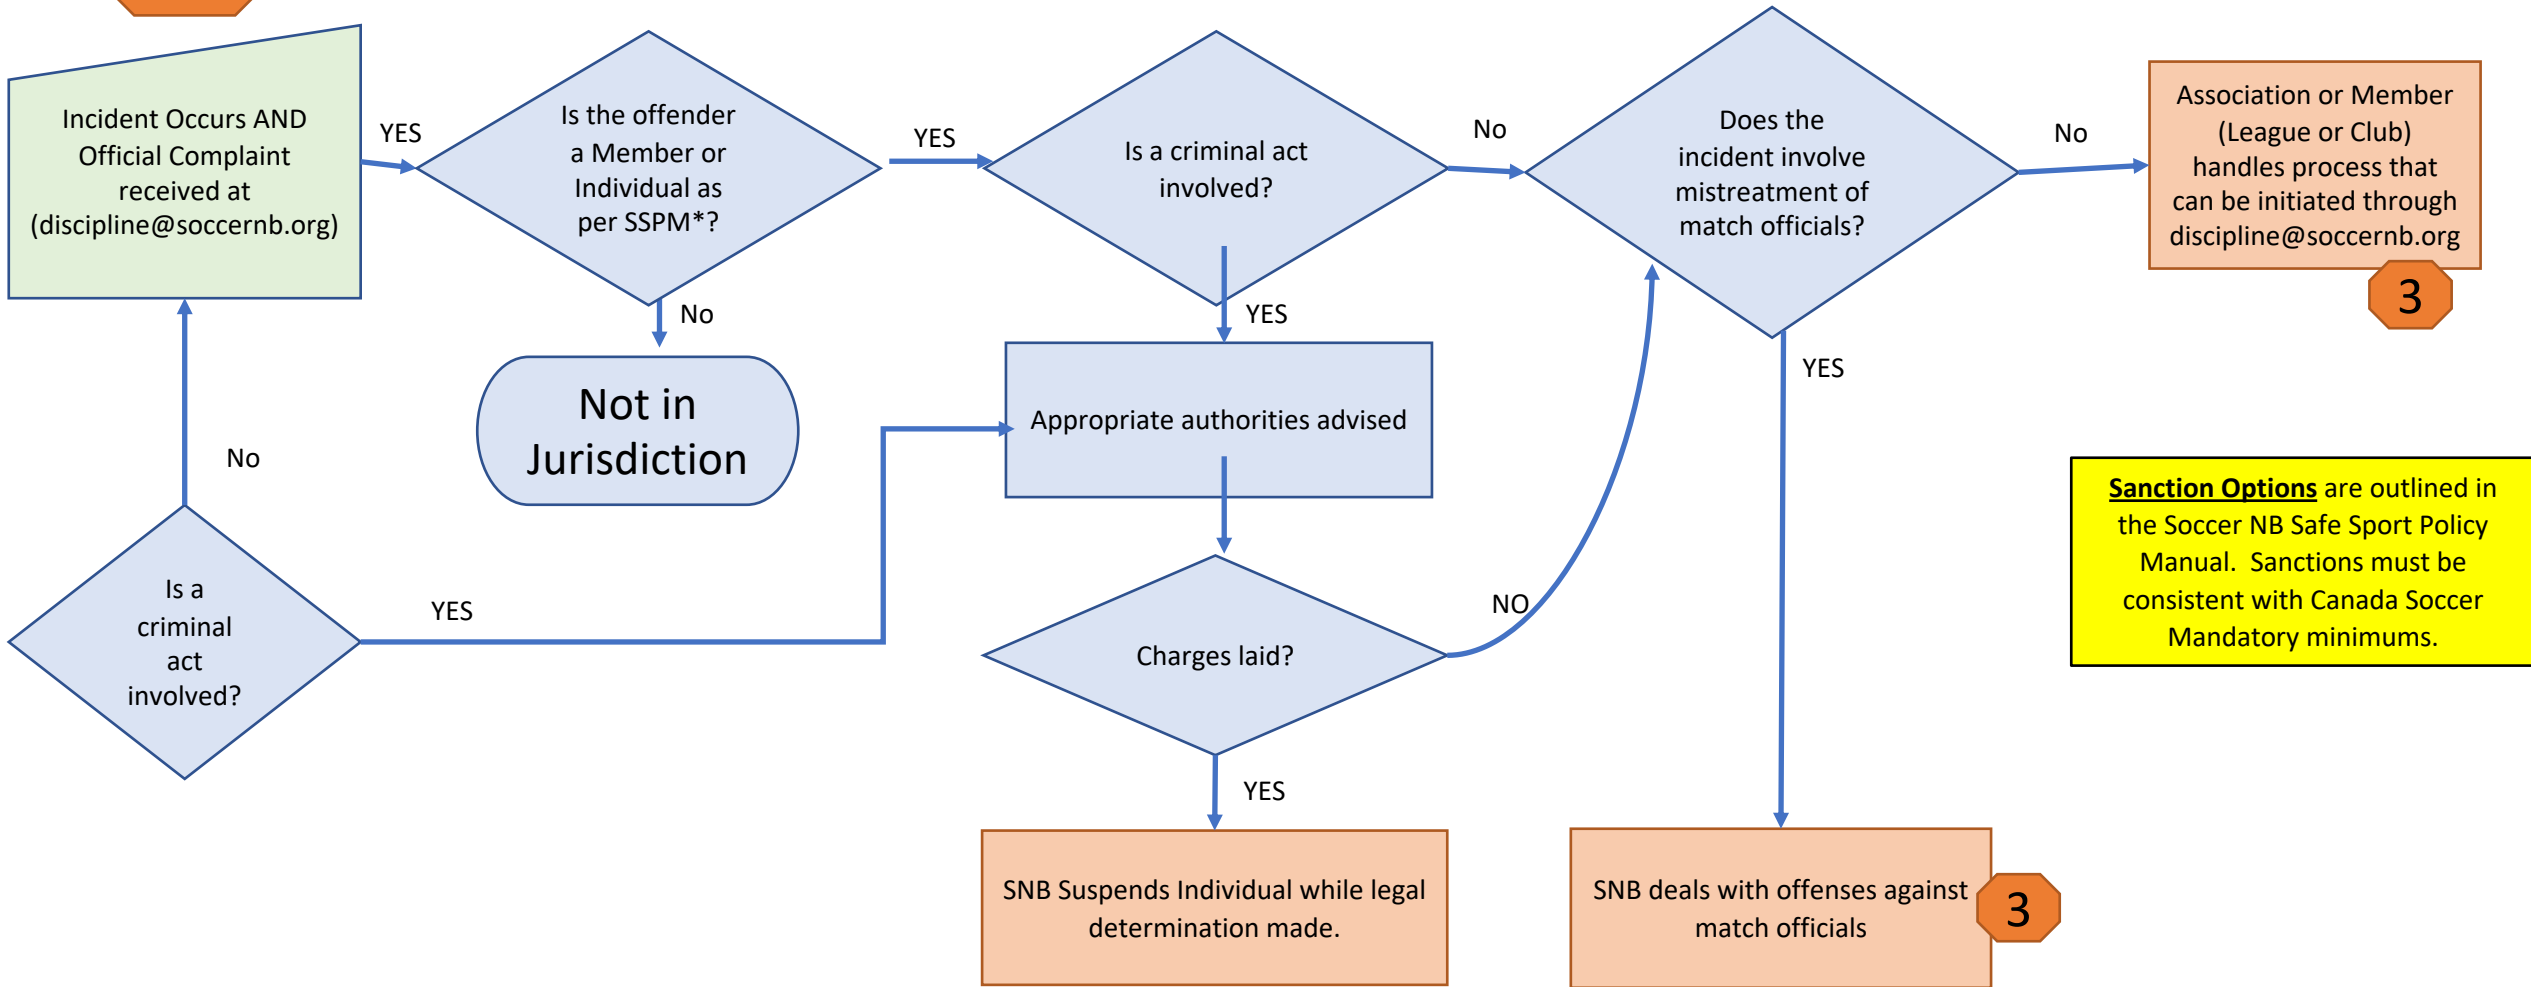 Incident Occurs AND
Official Complaint
received at
(discipline@soccernb.org)
YES
Is the offender
a Member or
Individual as
per SSPM*?
YES
Is a criminal act
involved?
No
Does the
incident involve
mistreatment of
match officials?
No
Association or Member
(League or Club)
handles process that
can be initiated through
discipline@soccernb.org
3
No
YES
YES
Not in
Jurisdiction
Appropriate authorities advised
No
Sanction Options are outlined in
the Soccer NB Safe Sport Policy
Manual.  Sanctions must be
consistent with Canada Soccer
Mandatory minimums.
Is a
criminal
act
involved?
YES
Charges laid?
NO
YES
SNB Suspends Individual while legal
determination made.
SNB deals with offenses against
match officials
3